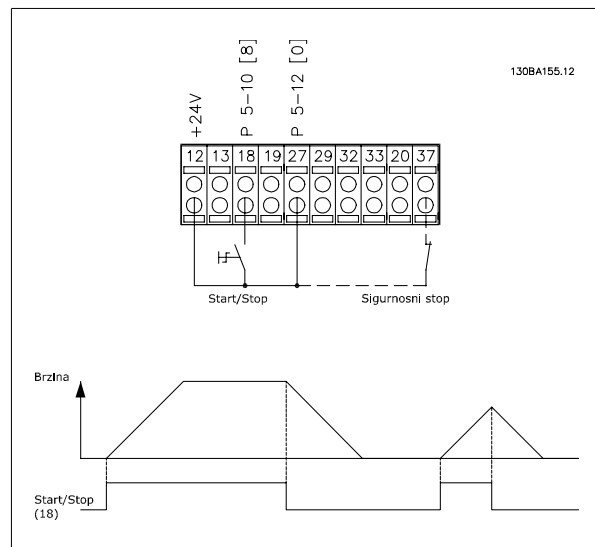 130BA155.12
+24V
P 5-10 [8]
P 5-12 [0]
12 13 18 19 27 29 32 33 20 37
Start/Stop
Sigurnosni stop
Brzina
Start/Stop
(18)